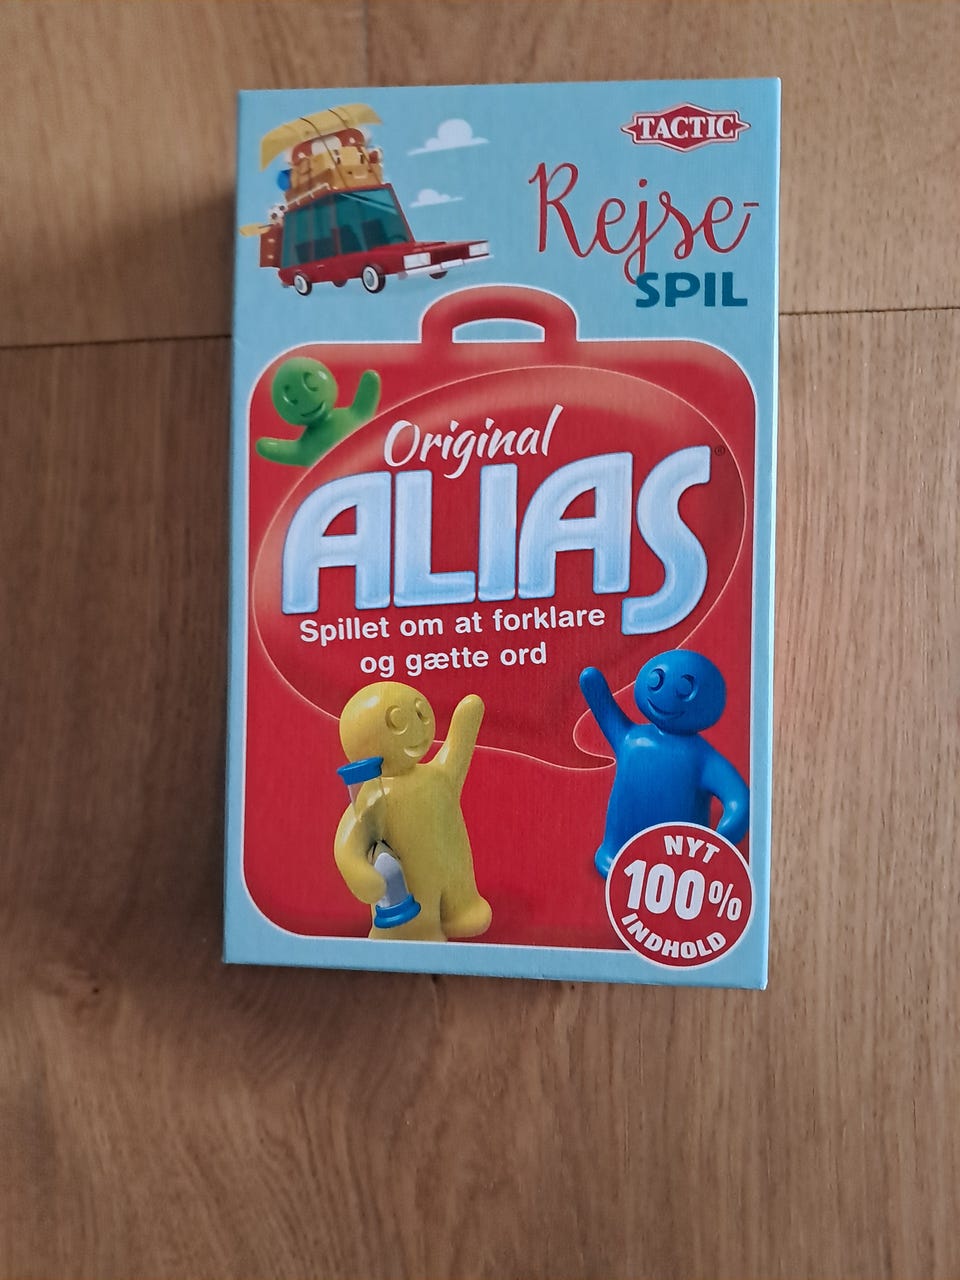 TACTIC
Rejse-
SPIL
Original
ALIAS®
Spillet om at forklare
og gætte ord
NYT
100%
INDHOLD